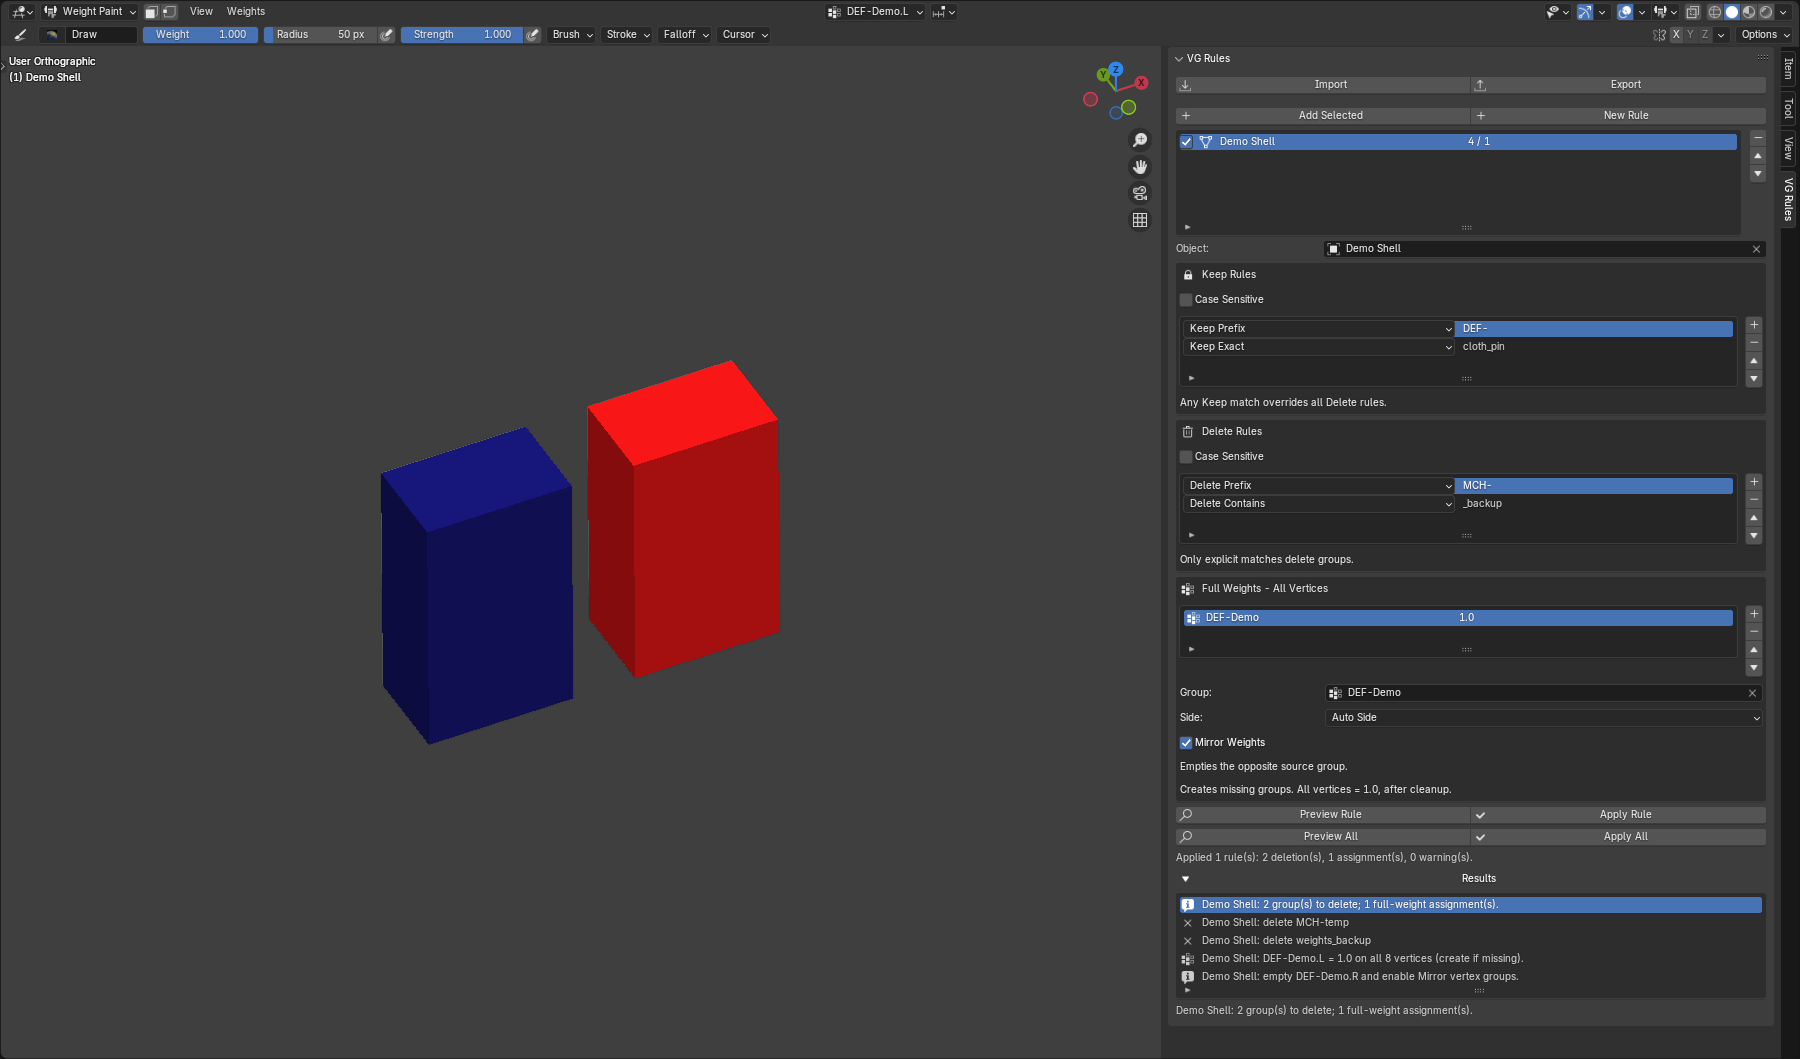 Weight Paint View Weights DEF-Demo.L
Draw Weight 1.000 Radius 50 px Strength 1.000 Brush Stroke Falloff Cursor X Y Z Options
User Orthographic
(1) Demo Shell
Z
Y
X
VG Rules
Import Export
Add Selected New Rule
Demo Shell 4 / 1
Object: Demo Shell
Keep Rules
Case Sensitive
Keep Prefix DEF-
Keep Exact cloth_pin
Any Keep match overrides all Delete rules.
Delete Rules
Case Sensitive
Delete Prefix MCH-
Delete Contains _backup
Only explicit matches delete groups.
Full Weights - All Vertices
DEF-Demo 1.0
Group: DEF-Demo
Side: Auto Side
Mirror Weights
Empties the opposite source group.
Creates missing groups. All vertices = 1.0, after cleanup.
Preview Rule Apply Rule
Preview All Apply All
Applied 1 rule(s): 2 deletion(s), 1 assignment(s), 0 warning(s).
Results
Demo Shell: 2 group(s) to delete; 1 full-weight assignment(s).
Demo Shell: delete MCH-temp
Demo Shell: delete weights_backup
Demo Shell: DEF-Demo.L = 1.0 on all 8 vertices (create if missing).
Demo Shell: empty DEF-Demo.R and enable Mirror vertex groups.
Demo Shell: 2 group(s) to delete; 1 full-weight assignment(s).
Item
Tool
View
VG Rules